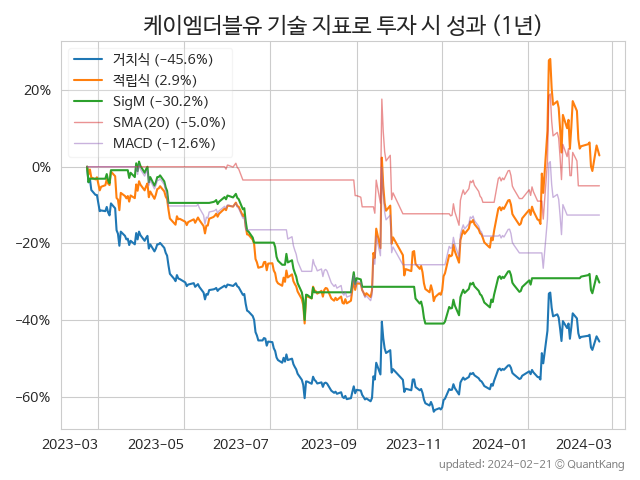 케이엠더블유 기술 지표로 투자 시 성과 (1년)
거치식 (−45.6%)
적립식 (2.9%)
SigM (−30.2%)
SMA(20) (−5.0%)
MACD (−12.6%)
20%
0%
−20%
−40%
−60%
2023−03 2023−05 2023−07 2023−09 2023−11 2024−01 2024−03
updated: 2024−02−21 © QuantKang